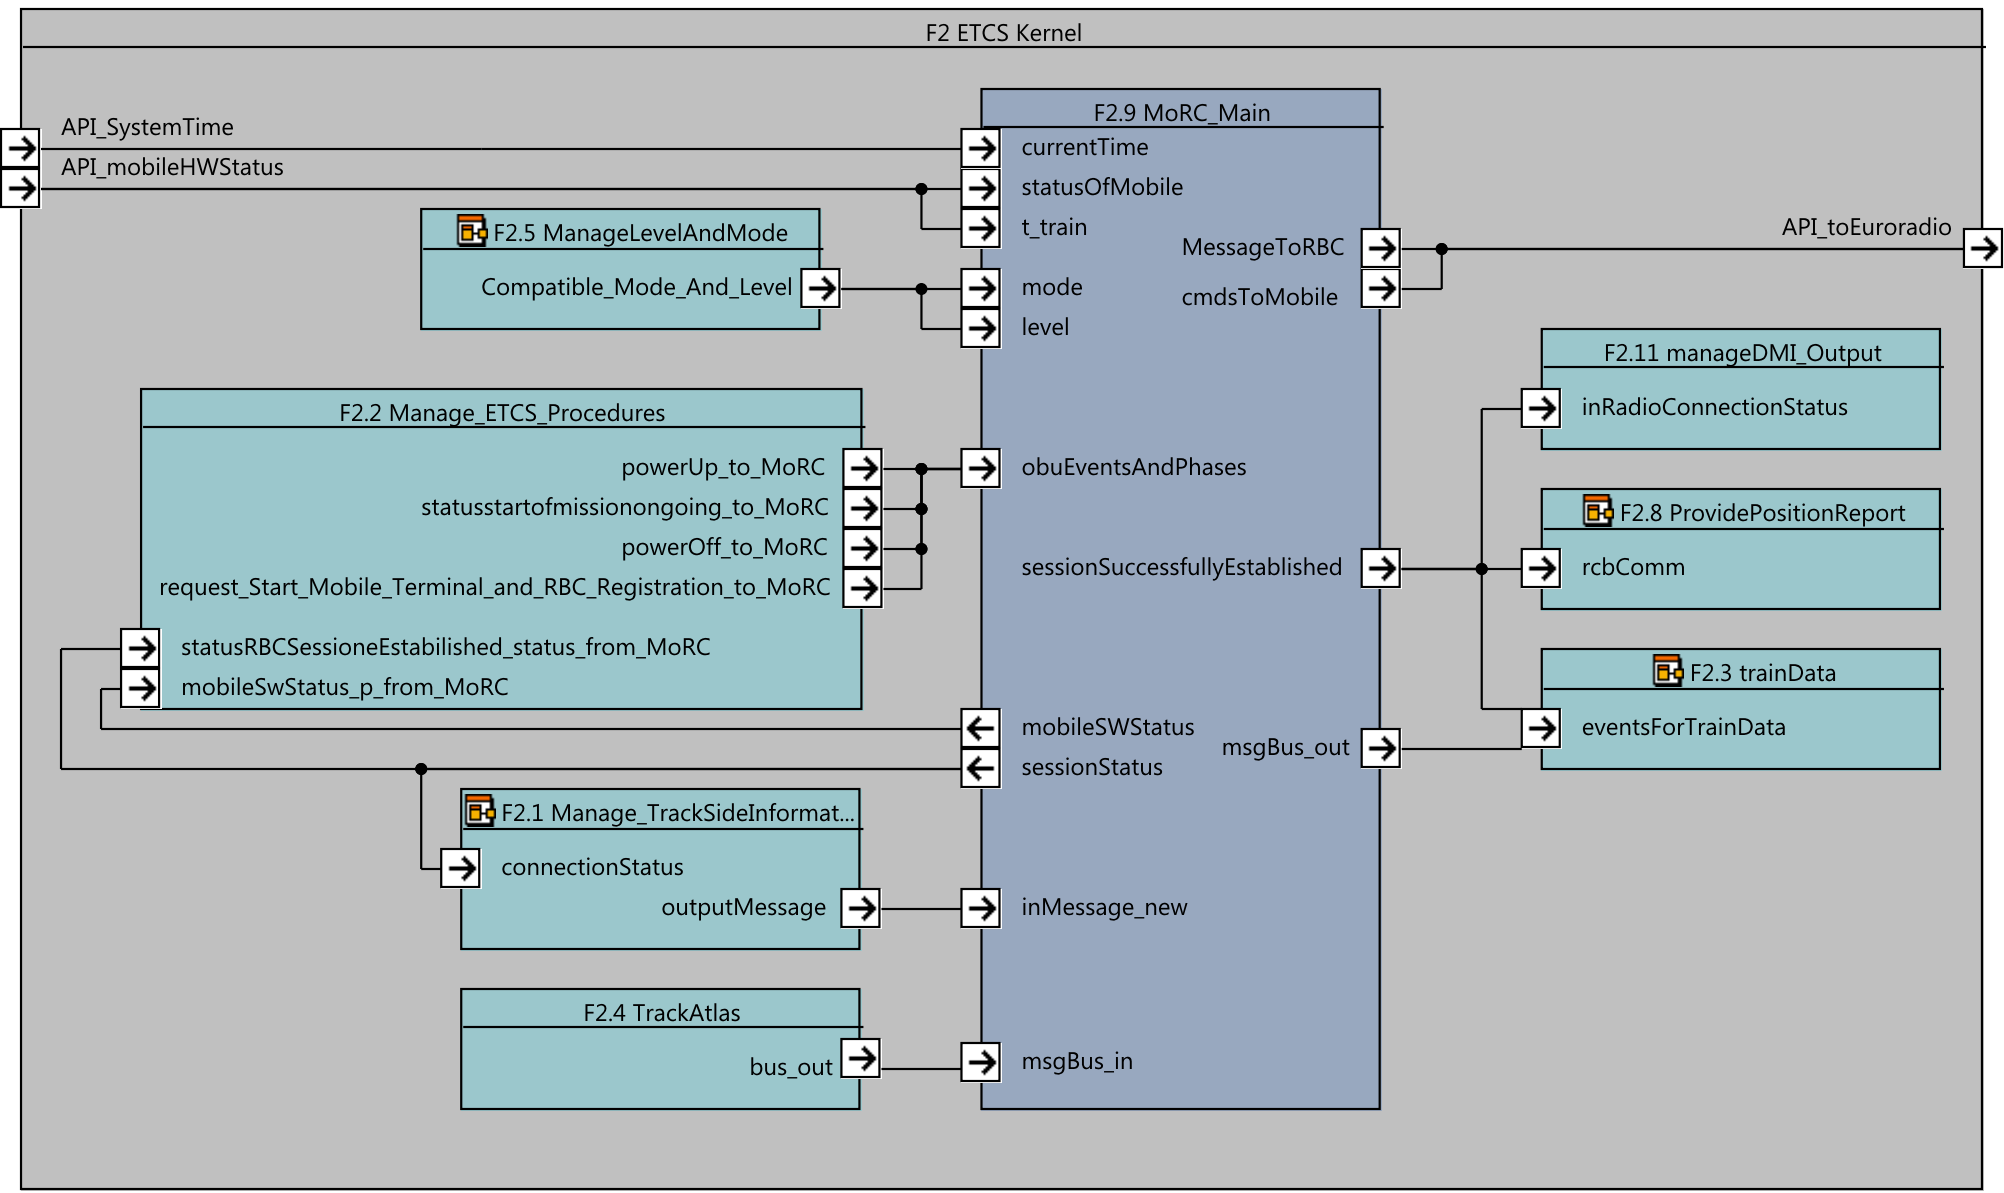 F2 ETCS Kernel
API_SystemTime
API_mobileHWStatus
F2.9 MoRC_Main
currentTime
statusOfMobile
t_train
mode
level
obuEventsAndPhases
sessionSuccessfullyEstablished
mobileSWStatus
sessionStatus
inMessage_new
msgBus_in
MessageToRBC
cmdsToMobile
msgBus_out
API_toEuroradio
F2.5 ManageLevelAndMode
Compatible_Mode_And_Level
F2.2 Manage_ETCS_Procedures
powerUp_to_MoRC
statusstartofmissionongoing_to_MoRC
powerOff_to_MoRC
request_Start_Mobile_Terminal_and_RBC_Registration_to_MoRC
statusRBCSessioneEstabilished_status_from_MoRC
mobileSwStatus_p_from_MoRC
F2.1 Manage_TrackSideInformat...
connectionStatus
outputMessage
F2.4 TrackAtlas
bus_out
F2.11 manageDMI_Output
inRadioConnectionStatus
F2.8 ProvidePositionReport
rcbComm
F2.3 trainData
eventsForTrainData